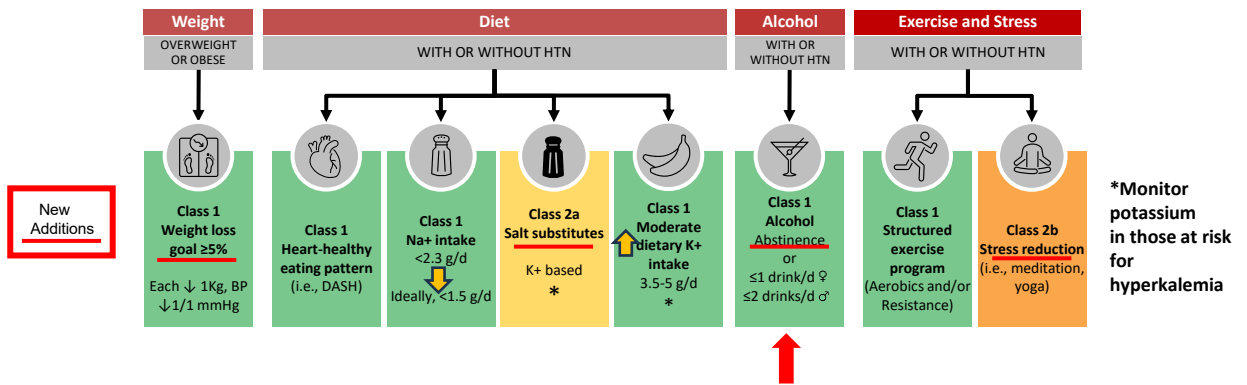 Weight
OVERWEIGHT
OR OBESE
Diet
WITH OR WITHOUT HTN
Alcohol
WITH OR
WITHOUT HTN
Exercise and Stress
WITH OR WITHOUT HTN
New
Additions
Class 1
Weight loss
goal ≥5%
Each ↓ 1Kg, BP
↓1/1 mmHg
Class 1
Heart-healthy
eating pattern
(i.e., DASH)
Class 1
Na+ intake
<2.3 g/d
Ideally, <1.5 g/d
Class 2a
Salt substitutes
K+ based
*
Class 1
Moderate
dietary K+
intake
3.5-5 g/d
*
Class 1
Alcohol
Abstinence
or
≤1 drink/d ♀
≤2 drinks/d ♂
Class 1
Structured
exercise
program
(Aerobics and/or
Resistance)
Class 2b
Stress reduction
(i.e., meditation,
yoga)
*Monitor
potassium
in those at risk
for
hyperkalemia